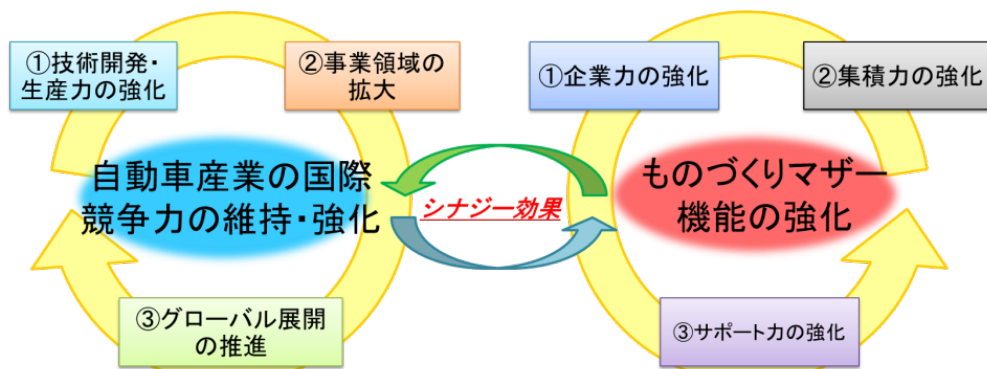 ①技術開発・
生産力の強化
②事業領域の
拡大
自動車産業の国際
競争力の維持・強化
③グローバル展開
の推進
シナジー効果
①企業力の強化
②集積力の強化
ものづくりマザー
機能の強化
③サポート力の強化